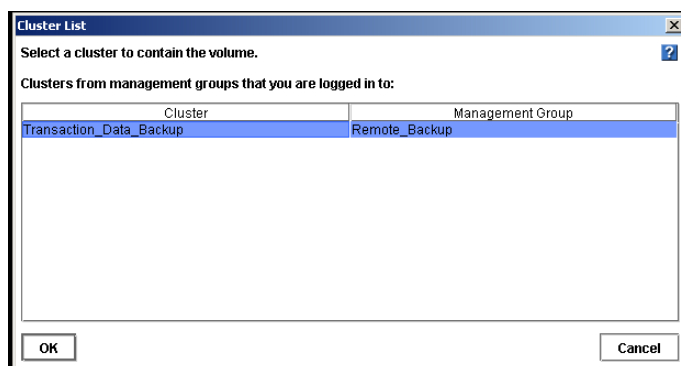 Cluster List
Select a cluster to contain the volume.
?
Clusters from management groups that you are logged in to:
Cluster Management Group
Transaction_Data_Backup Remote_Backup
OK Cancel